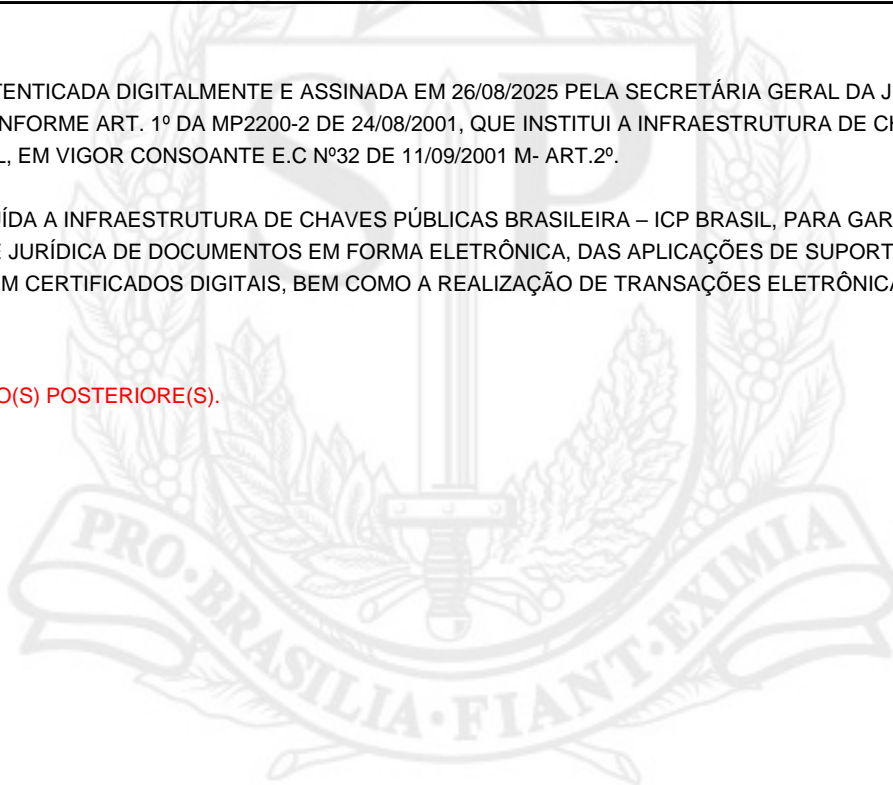 TENTICADA DIGITALMENTE E ASSINADA EM 26/08/2025 PELA SECRETÁRIA GERAL DA J
NFORME ART. 1º DA MP2200-2 DE 24/08/2001, QUE INSTITUI A INFRAESTRUTURA DE CH
L, EM VIGOR CONSOANTE E.C Nº32 DE 11/09/2001 M- ART.2º.
ÍDA A INFRAESTRUTURA DE CHAVES PÚBLICAS BRASILEIRA – ICP BRASIL, PARA GAR
E JURÍDICA DE DOCUMENTOS EM FORMA ELETRÔNICA, DAS APLICAÇÕES DE SUPORT
M CERTIFICADOS DIGITAIS, BEM COMO A REALIZAÇÃO DE TRANSAÇÕES ELETRÔNICA
O(S) POSTERIORE(S).
SP
PRO·BRASILIA·FIANT·EXIMIA